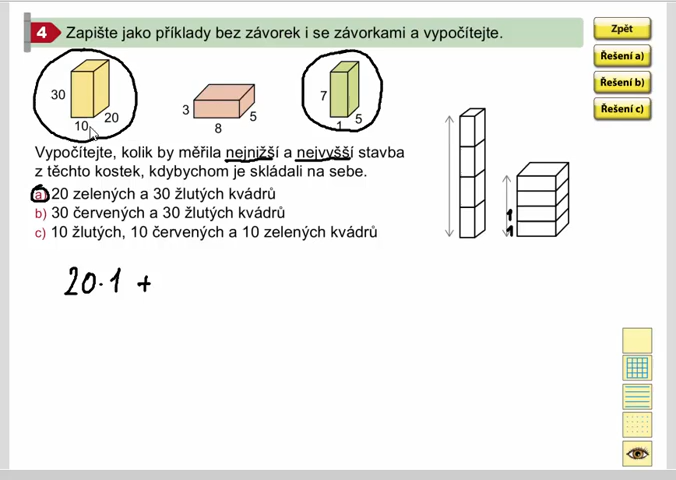 4 Zapište jako příklady bez závorek i se závorkami a vypočítejte.
Zpět
Řešení a)
Řešení b)
Řešení c)
30
10
20
3
8
5
7
1
5
Vypočítejte, kolik by měřila nejnižší a nejvyšší stavba
z těchto kostek, kdybychom je skládali na sebe.
a) 20 zelených a 30 žlutých kvádrů
b) 30 červených a 30 žlutých kvádrů
c) 10 žlutých, 10 červených a 10 zelených kvádrů
1
1
20·1 +